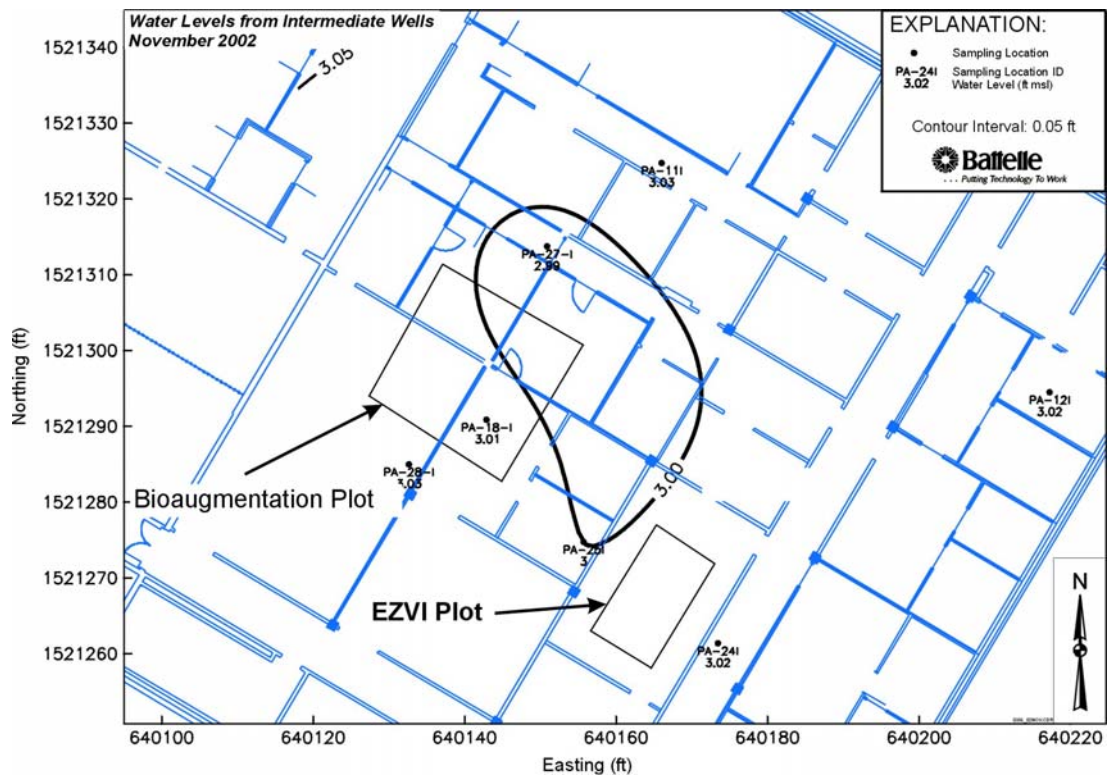 Water Levels from Intermediate Wells
November 2002
EXPLANATION:
Sampling Location
PA-24I
3.02
Sampling Location ID
Water Level (ft msl)
Contour Interval: 0.05 ft
Battelle
... Putting Technology To Work
3.05
PA-11I
3.03
PA-27-I
2.99
PA-12I
3.02
PA-18-I
3.01
PA-28-I
3.03
Bioaugmentation Plot
3.00
PA-25I
3
EZVI Plot
PA-24I
3.02
N
1521340
1521330
1521320
1521310
1521300
1521290
1521280
1521270
1521260
Northing (ft)
640100
640120
640140
640160
640180
640200
640220
Easting (ft)